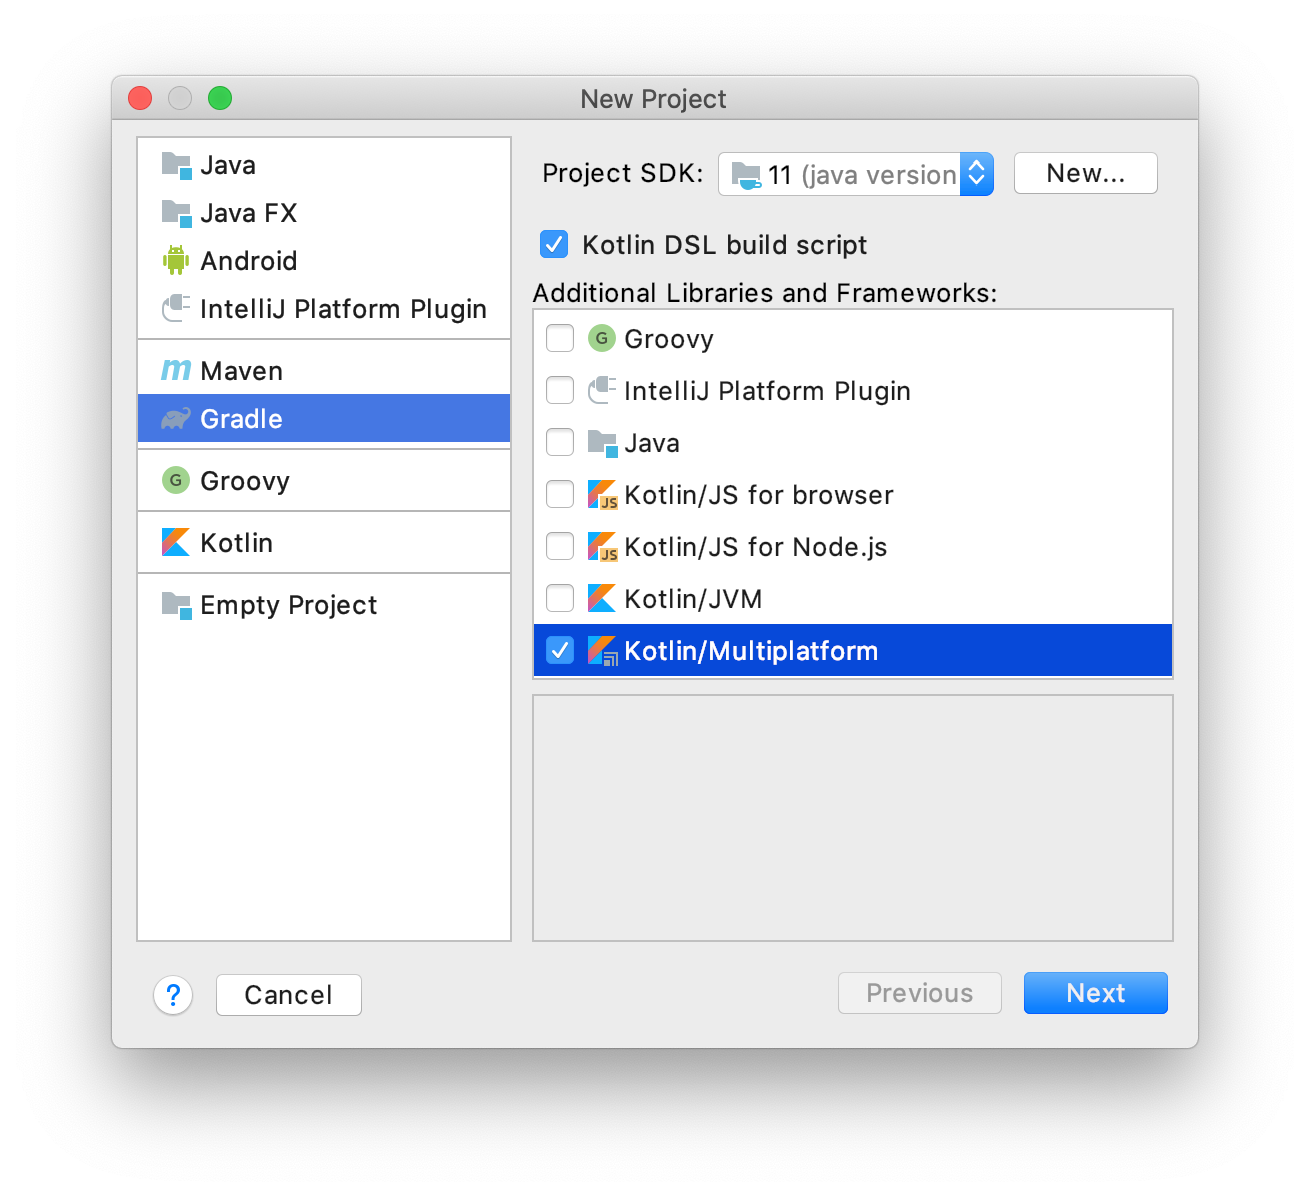 New Project
Java
Java FX
Android
IntelliJ Platform Plugin
m Maven
Gradle
G Groovy
Kotlin
Empty Project
Project SDK: 11 (java version New...
Kotlin DSL build script
Additional Libraries and Frameworks:
G Groovy
IntelliJ Platform Plugin
Java
JS Kotlin/JS for browser
JS Kotlin/JS for Node.js
Kotlin/JVM
Kotlin/Multiplatform
? Cancel Previous Next